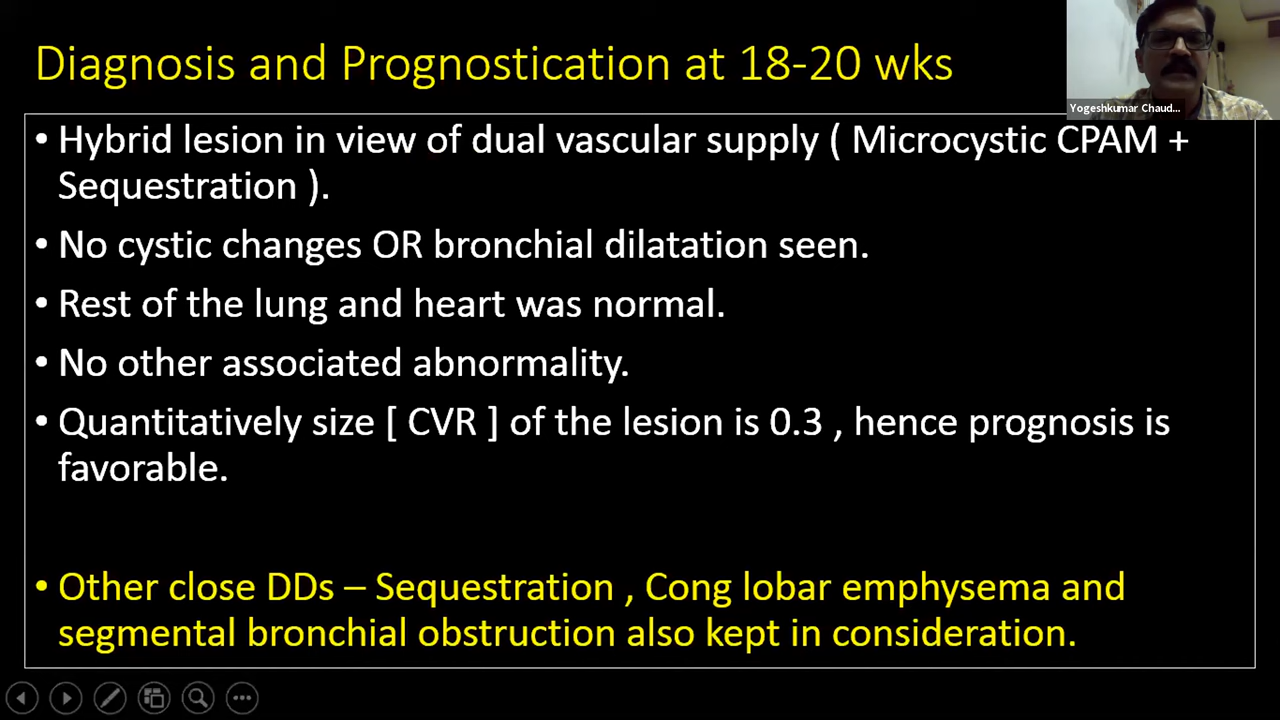 Diagnosis and Prognostication at 18-20 wks
Yogeshkumar Chaud...
• Hybrid lesion in view of dual vascular supply ( Microcystic CPAM +
Sequestration ).
• No cystic changes OR bronchial dilatation seen.
• Rest of the lung and heart was normal.
• No other associated abnormality.
• Quantitatively size [ CVR ] of the lesion is 0.3 , hence prognosis is
favorable.
• Other close DDs – Sequestration , Cong lobar emphysema and
segmental bronchial obstruction also kept in consideration.